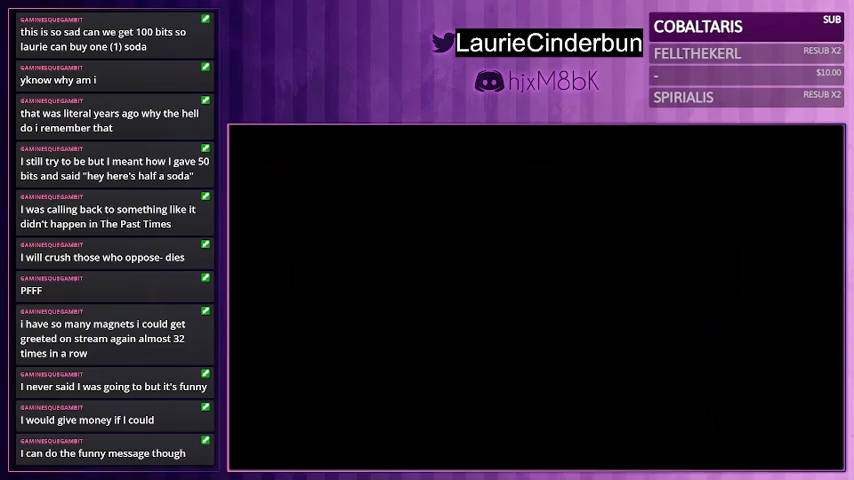 GAMINESQUEGAMBIT
this is so sad can we get 100 bits so
laurie can buy one (1) soda
GAMINESQUEGAMBIT
yknow why am i
GAMINESQUEGAMBIT
that was literal years ago why the hell
do i remember that
GAMINESQUEGAMBIT
I still try to be but I meant how I gave 50
bits and said "hey here's half a soda"
GAMINESQUEGAMBIT
I was calling back to something like it
didn't happen in The Past Times
GAMINESQUEGAMBIT
I will crush those who oppose- dies
GAMINESQUEGAMBIT
PFFF
GAMINESQUEGAMBIT
i have so many magnets i could get
greeted on stream again almost 32
times in a row
GAMINESQUEGAMBIT
I never said I was going to but it's funny
GAMINESQUEGAMBIT
I would give money if I could
GAMINESQUEGAMBIT
I can do the funny message though
LaurieCinderbun
hjxM8bK
COBALTARIS SUB
FELLTHEKERL RESUB X2
- $10.00
SPIRIALIS RESUB X2